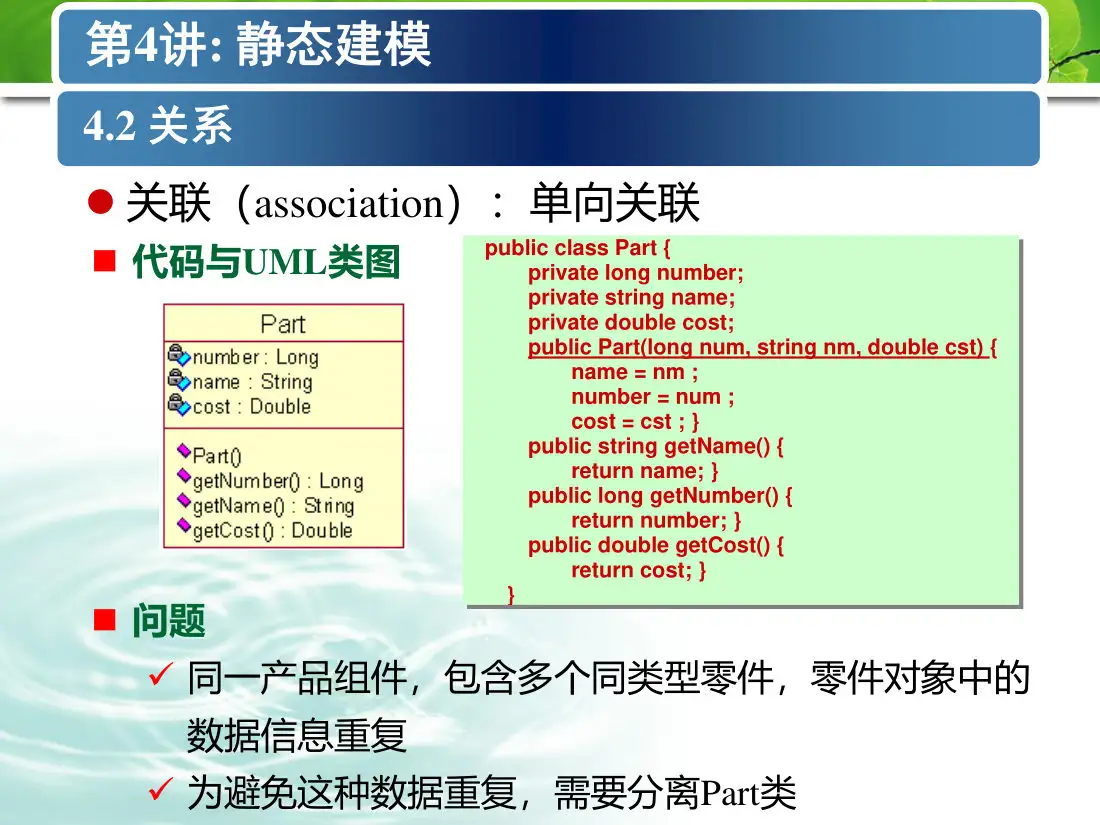 第4讲: 静态建模
4.2 关系
关联（association）：单向关联
代码与UML类图
Part
number : Long
name : String
cost : Double
Part()
getNumber() : Long
getName() : String
getCost() : Double
public class Part {
private long number;
private string name;
private double cost;
public Part(long num, string nm, double cst) {
name = nm ;
number = num ;
cost = cst ; }
public string getName() {
return name; }
public long getNumber() {
return number; }
public double getCost() {
return cost; }
}
问题
同一产品组件，包含多个同类型零件，零件对象中的
数据信息重复
为避免这种数据重复，需要分离Part类